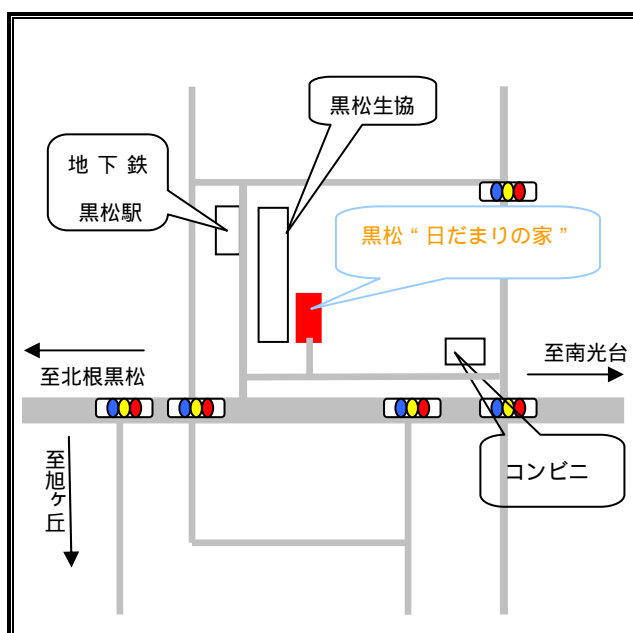 黒松生協
地 下 鉄
黒松駅
黒松 “ 日だまりの家 ”
至北根黒松
至南光台
至旭ヶ丘
コンビニ